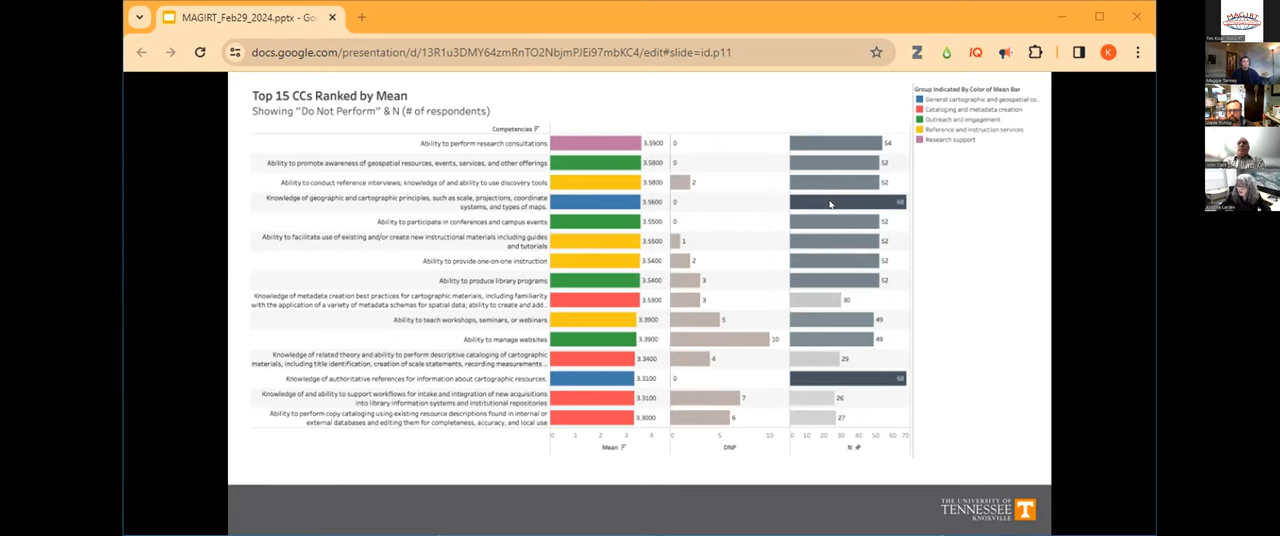 MAGIRT_Feb29_2024.pptx - Go
docs.google.com/presentation/d/13R1u3DMY64zmRnTO2NbjmPJEi97mbKC4/edit#slide=id.p11
IQ
K
Top 15 CCs Ranked by Mean
Showing "Do Not Perform" & N (# of respondents)
Competencies
Ability to perform research consultations 3.5900 0 54
Ability to promote awareness of geospatial resources, events, services, and other offerings 3.5800 0 52
Ability to conduct reference interviews; knowledge of and ability to use discovery tools 3.5800 2 52
Knowledge of geographic and cartographic principles, such as scale, projections, coordinate
systems, and types of maps. 3.5600 0 68
Ability to participate in conferences and campus events 3.5500 0 52
Ability to facilitate use of existing and/or create new instructional materials including guides
and tutorials 3.5500 1 52
Ability to provide one-on-one instruction 3.5400 2 52
Ability to produce library programs 3.5400 3 52
Knowledge of metadata creation best practices for cartographic materials, including familiarity
with the application of a variety of metadata schemas for spatial data; ability to create and add.. 3.5300 3 30
Ability to teach workshops, seminars, or webinars 3.3900 5 49
Ability to manage websites 3.3900 10 49
Knowledge of related theory and ability to perform descriptive cataloging of cartographic
materials, including title identification, creation of scale statements, recording measurements .. 3.3400 4 29
Knowledge of authoritative references for information about cartographic resources. 3.3100 0 68
Knowledge of and ability to support workflows for intake and integration of new acquisitions
into library information systems and institutional repositories 3.3100 7 26
Ability to perform copy cataloging using existing resource descriptions found in internal or
external databases and editing them for completeness, accuracy, and local use 3.3000 6 27
0 1 2 3 4 0 5 10 0 10 20 30 40 50 60 70
Mean DNP N
Group Indicated By Color of Mean Bar
General cartographic and geospatial co..
Cataloging and metadata creation
Outreach and engagement
Reference and instruction services
Research support
THE UNIVERSITY OF
TENNESSEE
KNOXVILLE
T
MAGIRT